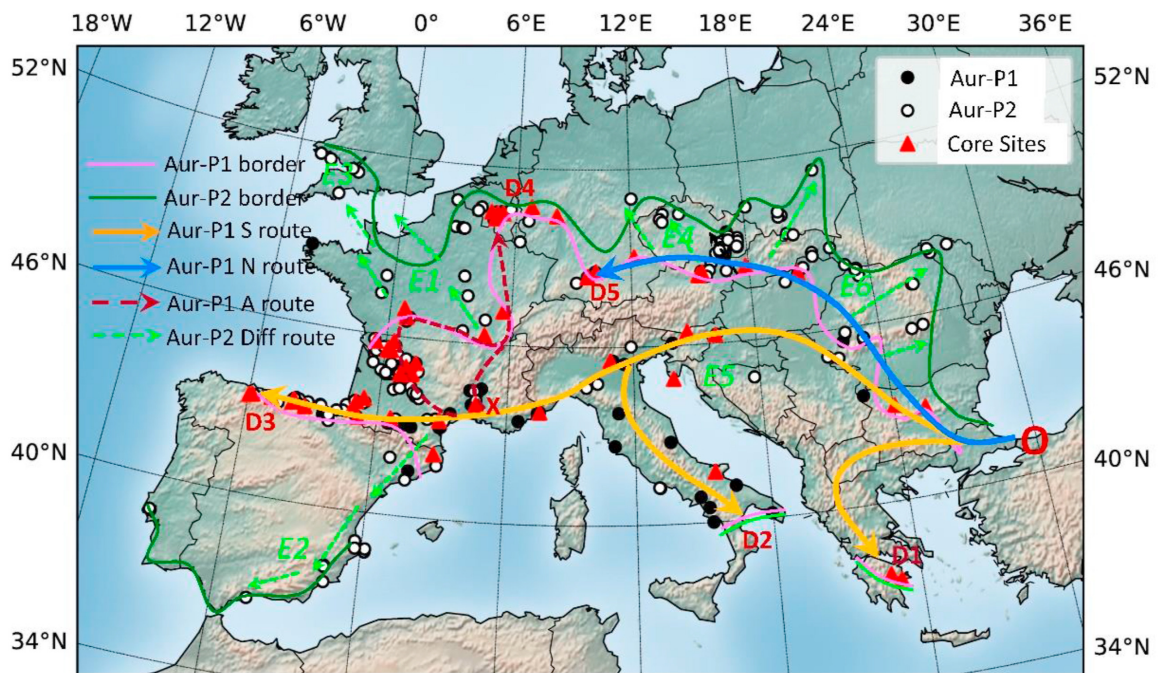 18°W 12°W 6°W 0° 6°E 12°E 18°E 24°E 30°E 36°E
52°N 52°N
Aur-P1
Aur-P2
Core Sites
Aur-P1 border
Aur-P2 border
Aur-P1 S route
Aur-P1 N route
Aur-P1 A route
Aur-P2 Diff route
E3
D4
E4
46°N 46°N
E1
D5
E6
E5
X
D3
O
40°N 40°N
E2
D2
D1
34°N 34°N